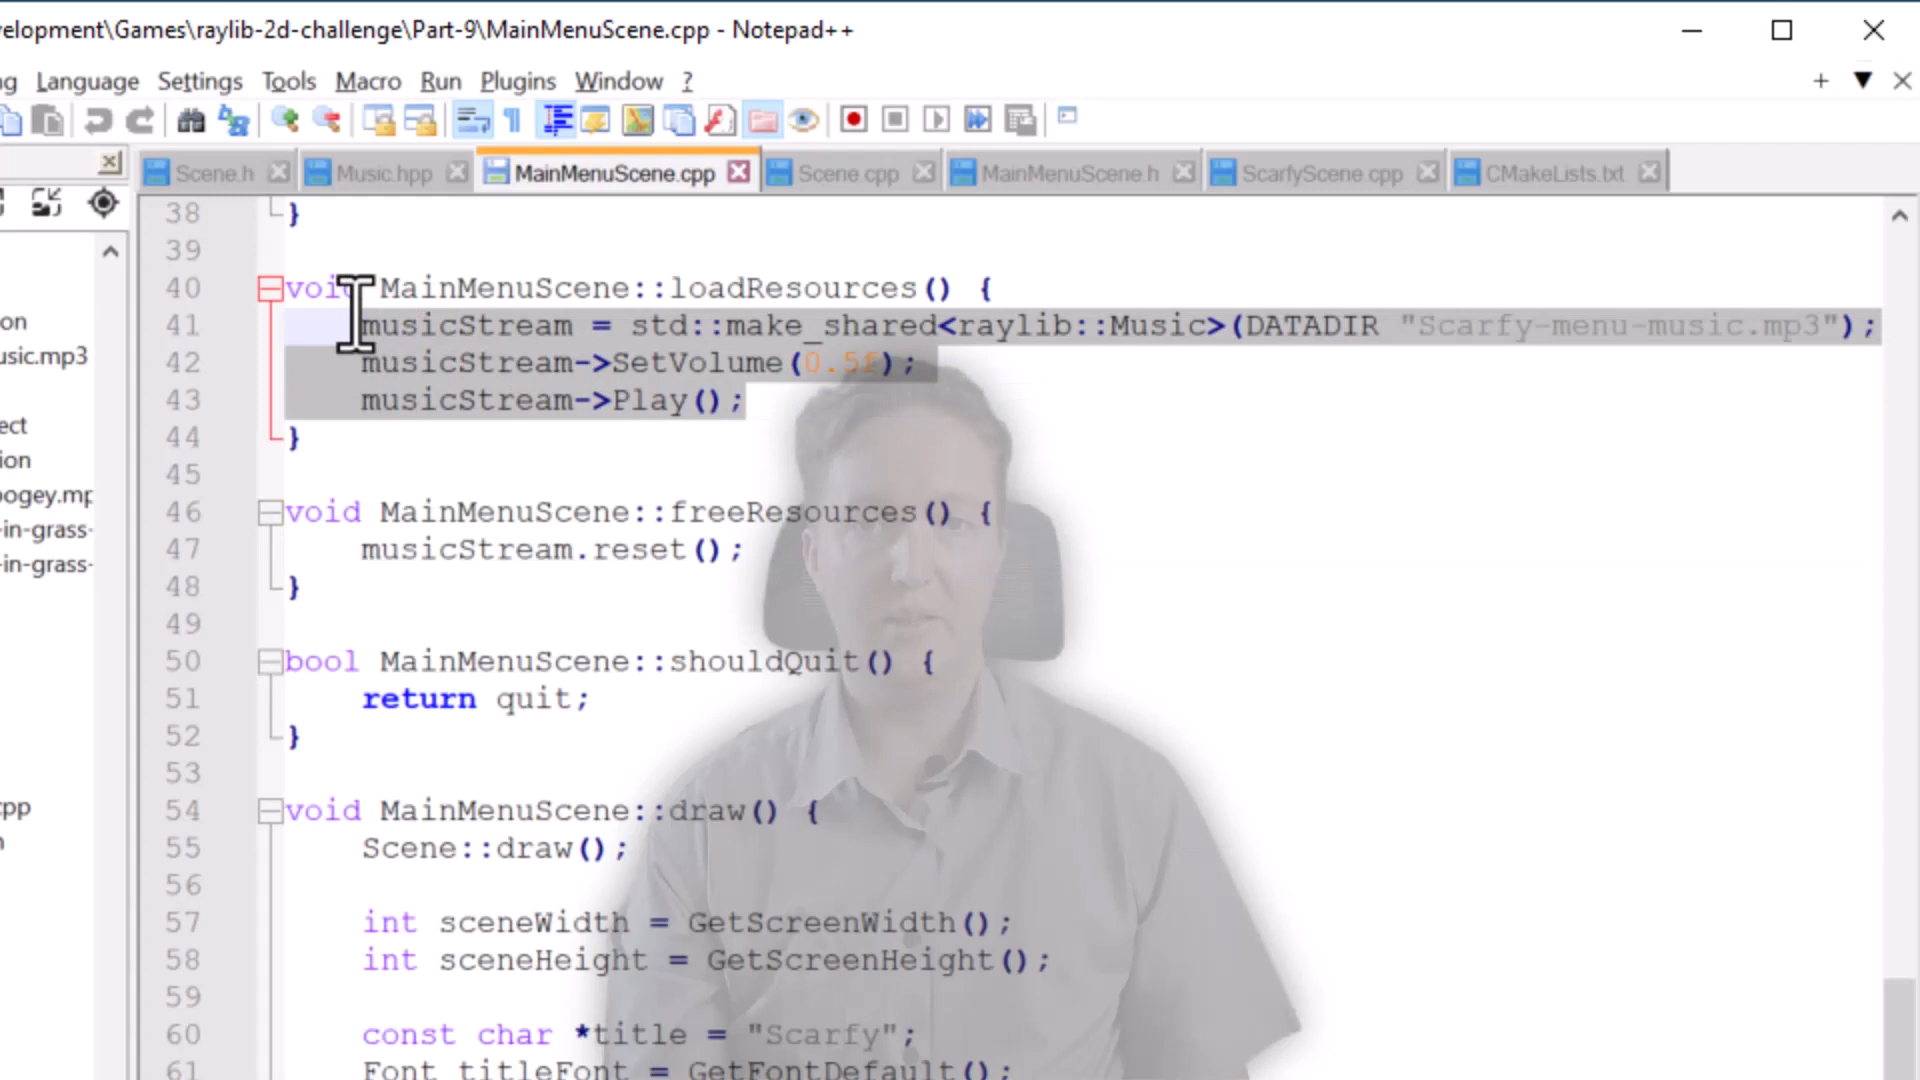 velopment\Games\raylib-2d-challenge\Part-9\MainMenuScene.cpp - Notepad++
Language Settings Tools Macro Run Plugins Window ?
Scene.h Music.hpp MainMenuScene.cpp Scene.cpp MainMenuScene.h ScarfyScene.cpp CMakeLists.txt
on
usic.mp3
ect
ion
oogey.mp
-in-grass-
-in-grass-
cpp
38 }
39
40 void MainMenuScene::loadResources() {
41 musicStream = std::make_shared<raylib::Music>(DATADIR "Scarfy-menu-music.mp3");
42 musicStream->SetVolume(0.5f);
43 musicStream->Play();
44 }
45
46 void MainMenuScene::freeResources() {
47 musicStream.reset();
48 }
49
50 bool MainMenuScene::shouldQuit() {
51 return quit;
52 }
53
54 void MainMenuScene::draw() {
55 Scene::draw();
56
57 int sceneWidth = GetScreenWidth();
58 int sceneHeight = GetScreenHeight();
59
60 const char *title = "Scarfy";
61 Font titleFont = GetFontDefault();